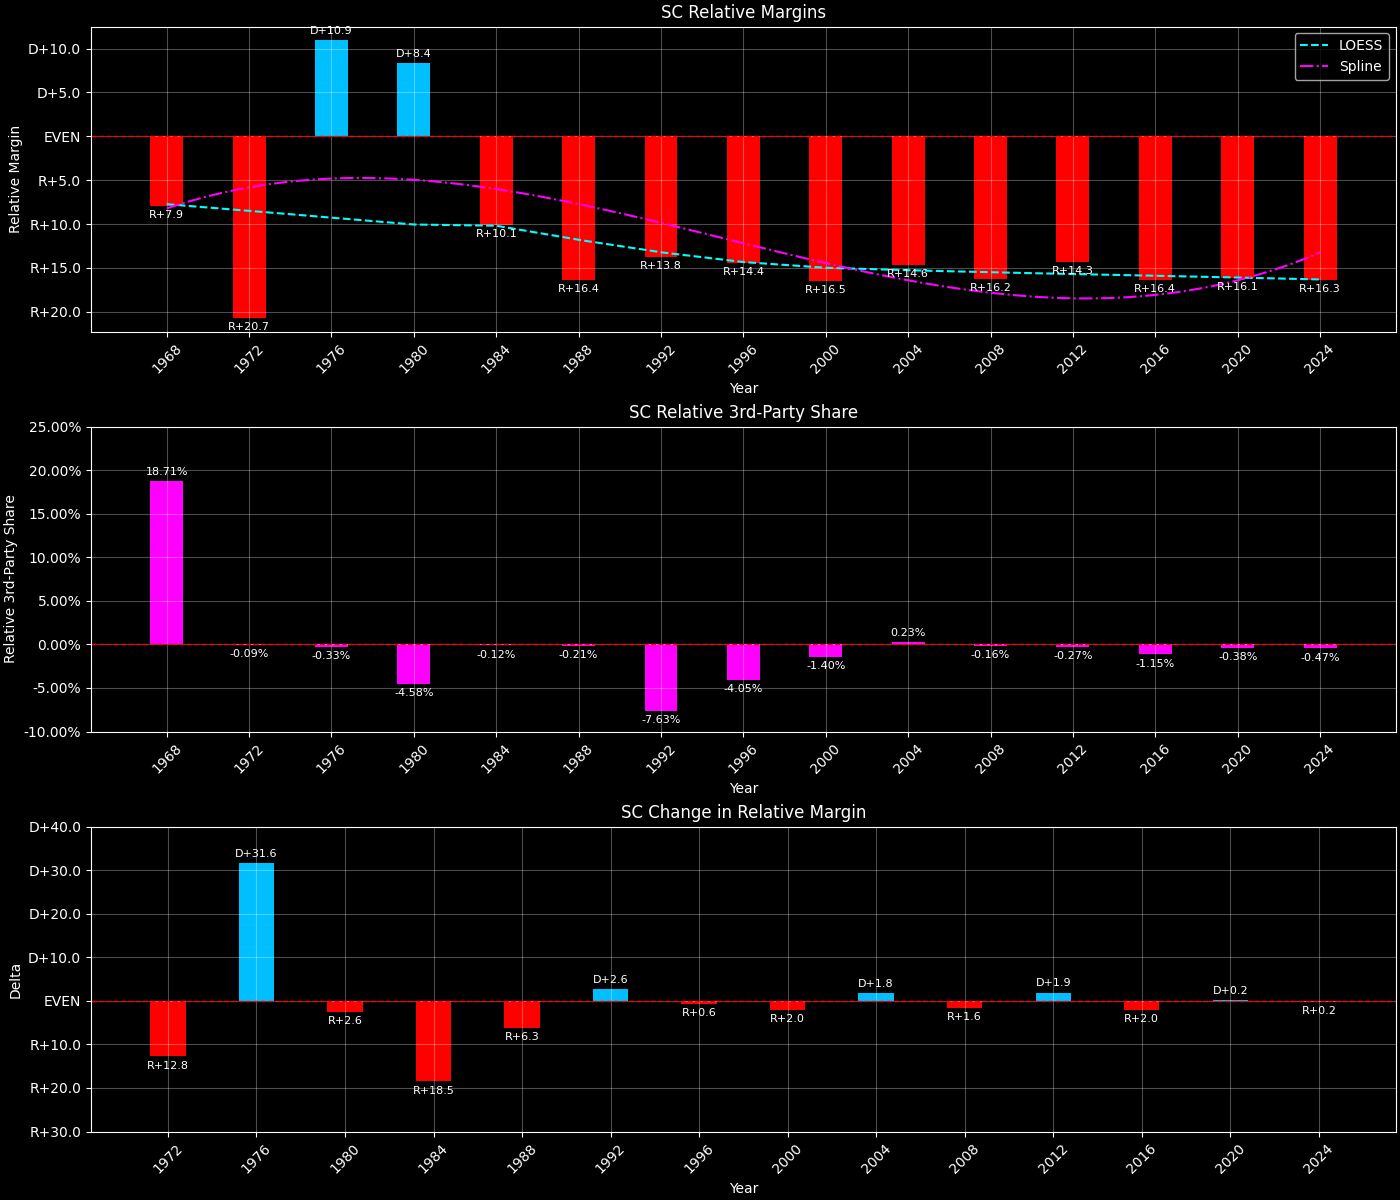 SC Relative Margins
Relative Margin
D+10.0
D+5.0
EVEN
R+5.0
R+10.0
R+15.0
R+20.0
LOESS
Spline
R+7.9
R+20.7
D+10.9
D+8.4
R+10.1
R+16.4
R+13.8
R+14.4
R+16.5
R+14.6
R+16.2
R+14.3
R+16.4
R+16.1
R+16.3
1968 1972 1976 1980 1984 1988 1992 1996 2000 2004 2008 2012 2016 2020 2024
Year
SC Relative 3rd-Party Share
Relative 3rd-Party Share
25.00%
20.00%
15.00%
10.00%
5.00%
0.00%
-5.00%
-10.00%
18.71%
-0.09%
-0.33%
-4.58%
-0.12%
-0.21%
-7.63%
-4.05%
-1.40%
0.23%
-0.16%
-0.27%
-1.15%
-0.38%
-0.47%
1968 1972 1976 1980 1984 1988 1992 1996 2000 2004 2008 2012 2016 2020 2024
Year
SC Change in Relative Margin
Delta
D+40.0
D+30.0
D+20.0
D+10.0
EVEN
R+10.0
R+20.0
R+30.0
R+12.8
D+31.6
R+2.6
R+18.5
R+6.3
D+2.6
R+0.6
R+2.0
D+1.8
R+1.6
D+1.9
R+2.0
D+0.2
R+0.2
1972 1976 1980 1984 1988 1992 1996 2000 2004 2008 2012 2016 2020 2024
Year